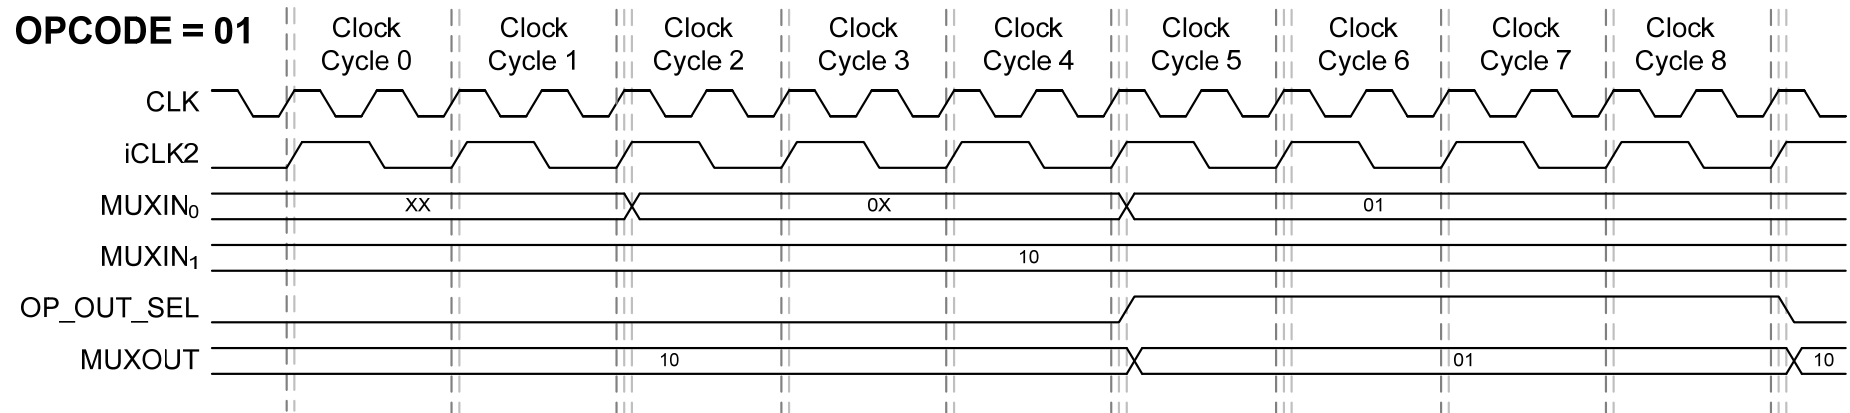 OPCODE = 01
Clock Cycle 0
Clock Cycle 1
Clock Cycle 2
Clock Cycle 3
Clock Cycle 4
Clock Cycle 5
Clock Cycle 6
Clock Cycle 7
Clock Cycle 8
CLK
iCLK2
MUXIN₀ XX 0X 01
MUXIN₁ 10
OP_OUT_SEL
MUXOUT 10 01 10